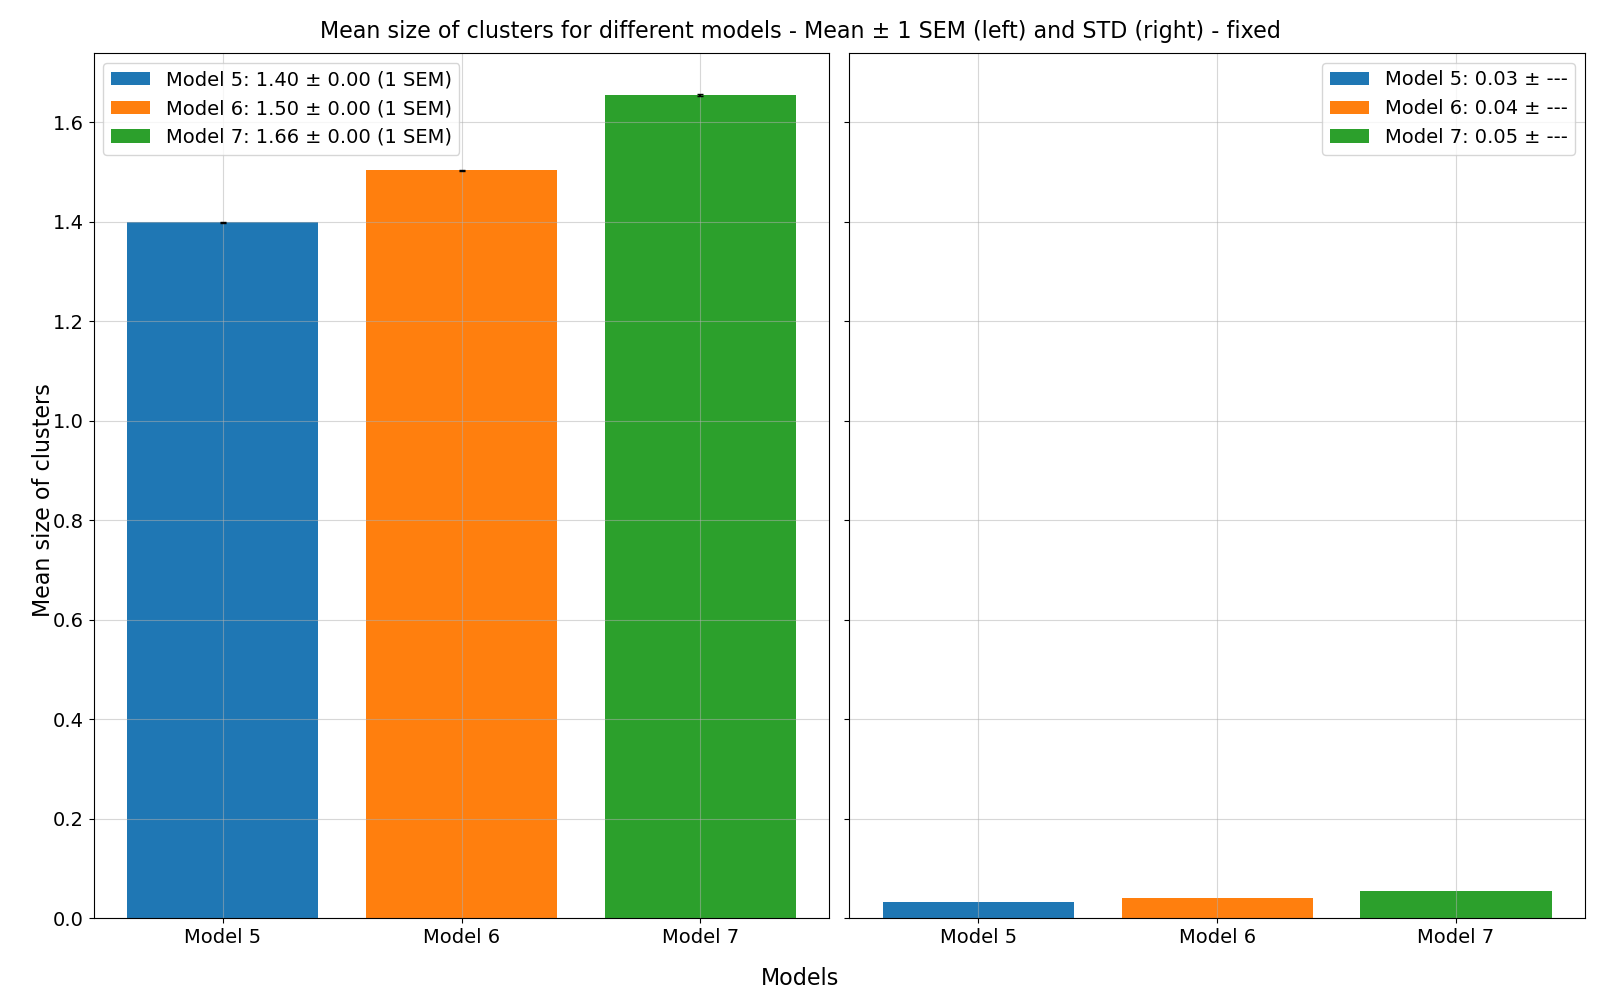 Mean size of clusters for different models - Mean ± 1 SEM (left) and STD (right) - fixed
Model 5: 1.40 ± 0.00 (1 SEM)
Model 6: 1.50 ± 0.00 (1 SEM)
Model 7: 1.66 ± 0.00 (1 SEM)
Model 5: 0.03 ± ---
Model 6: 0.04 ± ---
Model 7: 0.05 ± ---
Mean size of clusters
1.6
1.4
1.2
1.0
0.8
0.6
0.4
0.2
0.0
Model 5
Model 6
Model 7
Model 5
Model 6
Model 7
Models